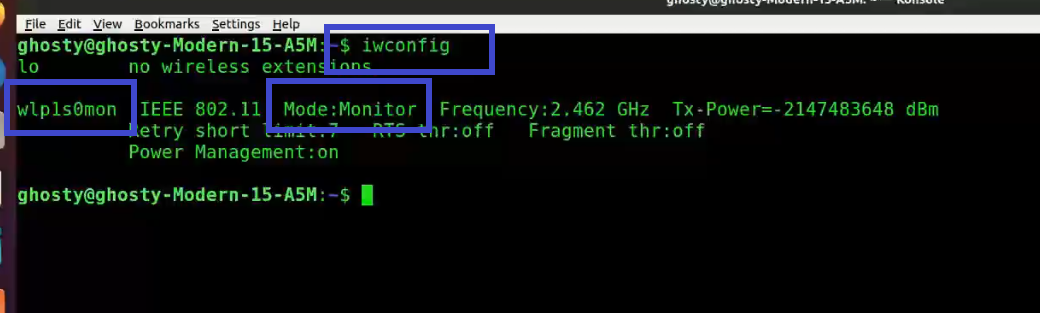 ghosty@ghosty-Modern-15-A5M: ~ — Konsole
File Edit View Bookmarks Settings Help
ghosty@ghosty-Modern-15-A5M:~$ iwconfig
lo        no wireless extensions.

wlp1s0mon  IEEE 802.11  Mode:Monitor  Frequency:2.462 GHz  Tx-Power=-2147483648 dBm
          Retry short limit:7   RTS thr:off   Fragment thr:off
          Power Management:on

ghosty@ghosty-Modern-15-A5M:~$